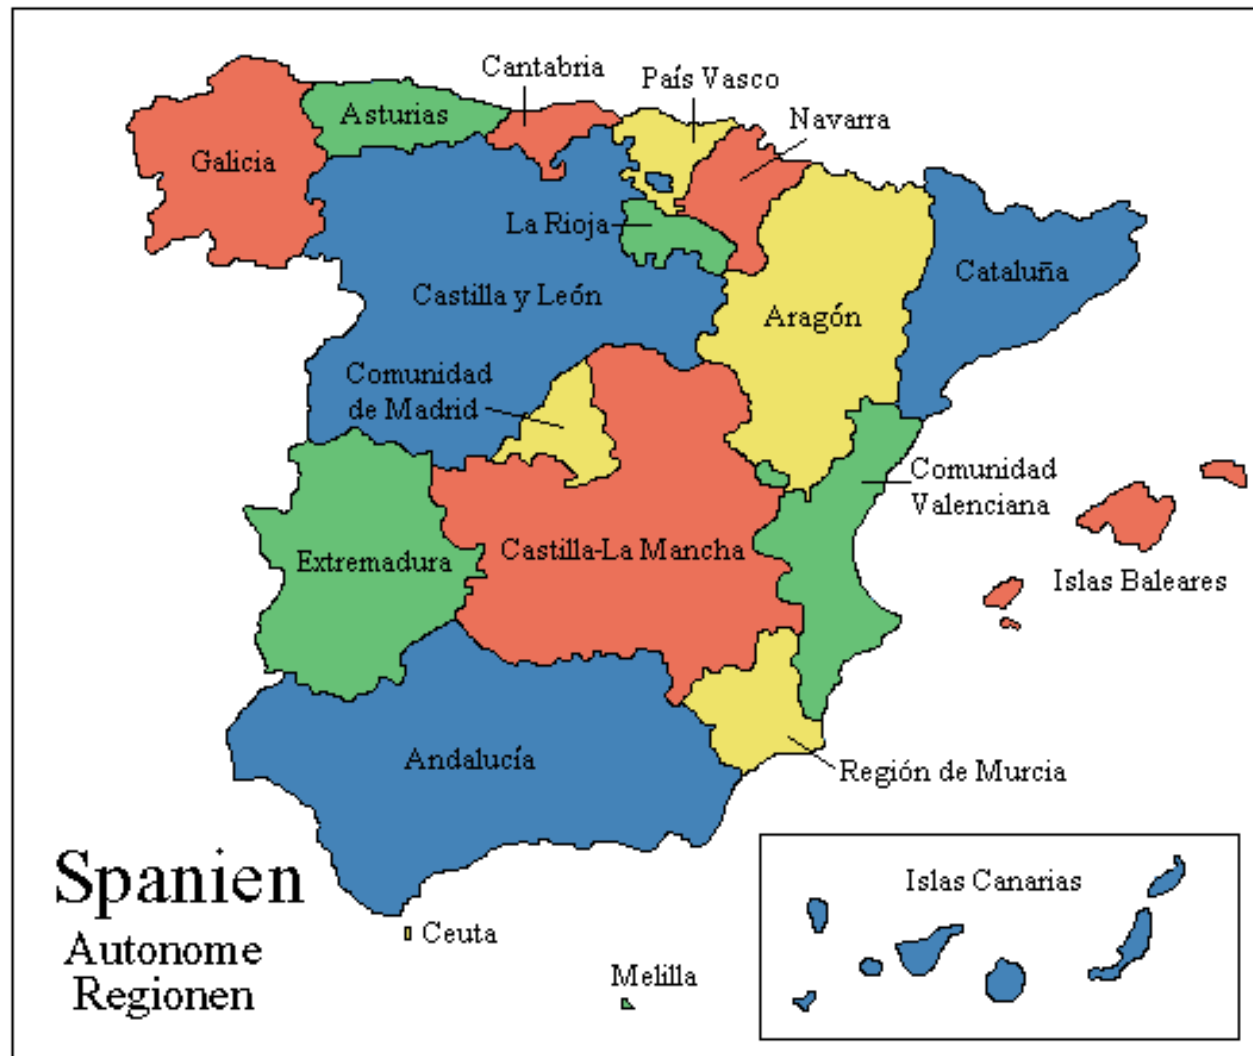 Cantabria
País Vasco
Asturias
Navarra
Galicia
La Rioja
Cataluña
Castilla y León
Aragón
Comunidad
de Madrid
Comunidad
Valenciana
Castilla-La Mancha
Extremadura
Islas Baleares
Andalucía
Región de Murcia
Spanien
Autonome
Regionen
Islas Canarias
Ceuta
Melilla